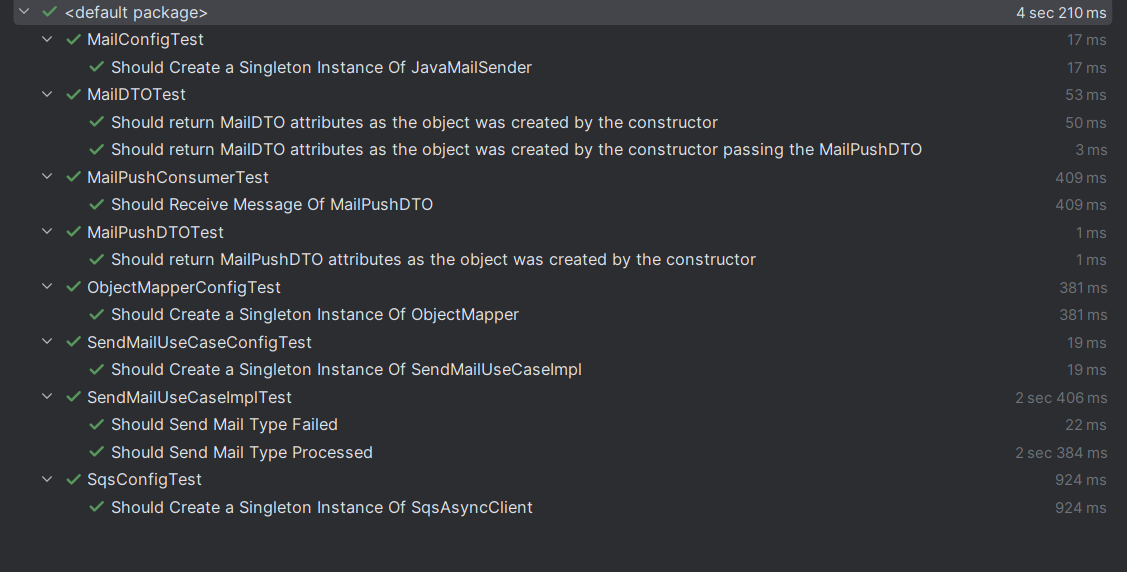 <default package> 4 sec 210 ms
MailConfigTest 17 ms
Should Create a Singleton Instance Of JavaMailSender 17 ms
MailDTOTest 53 ms
Should return MailDTO attributes as the object was created by the constructor 50 ms
Should return MailDTO attributes as the object was created by the constructor passing the MailPushDTO 3 ms
MailPushConsumerTest 409 ms
Should Receive Message Of MailPushDTO 409 ms
MailPushDTOTest 1 ms
Should return MailPushDTO attributes as the object was created by the constructor 1 ms
ObjectMapperConfigTest 381 ms
Should Create a Singleton Instance Of ObjectMapper 381 ms
SendMailUseCaseConfigTest 19 ms
Should Create a Singleton Instance Of SendMailUseCaseImpl 19 ms
SendMailUseCaseImplTest 2 sec 406 ms
Should Send Mail Type Failed 22 ms
Should Send Mail Type Processed 2 sec 384 ms
SqsConfigTest 924 ms
Should Create a Singleton Instance Of SqsAsyncClient 924 ms